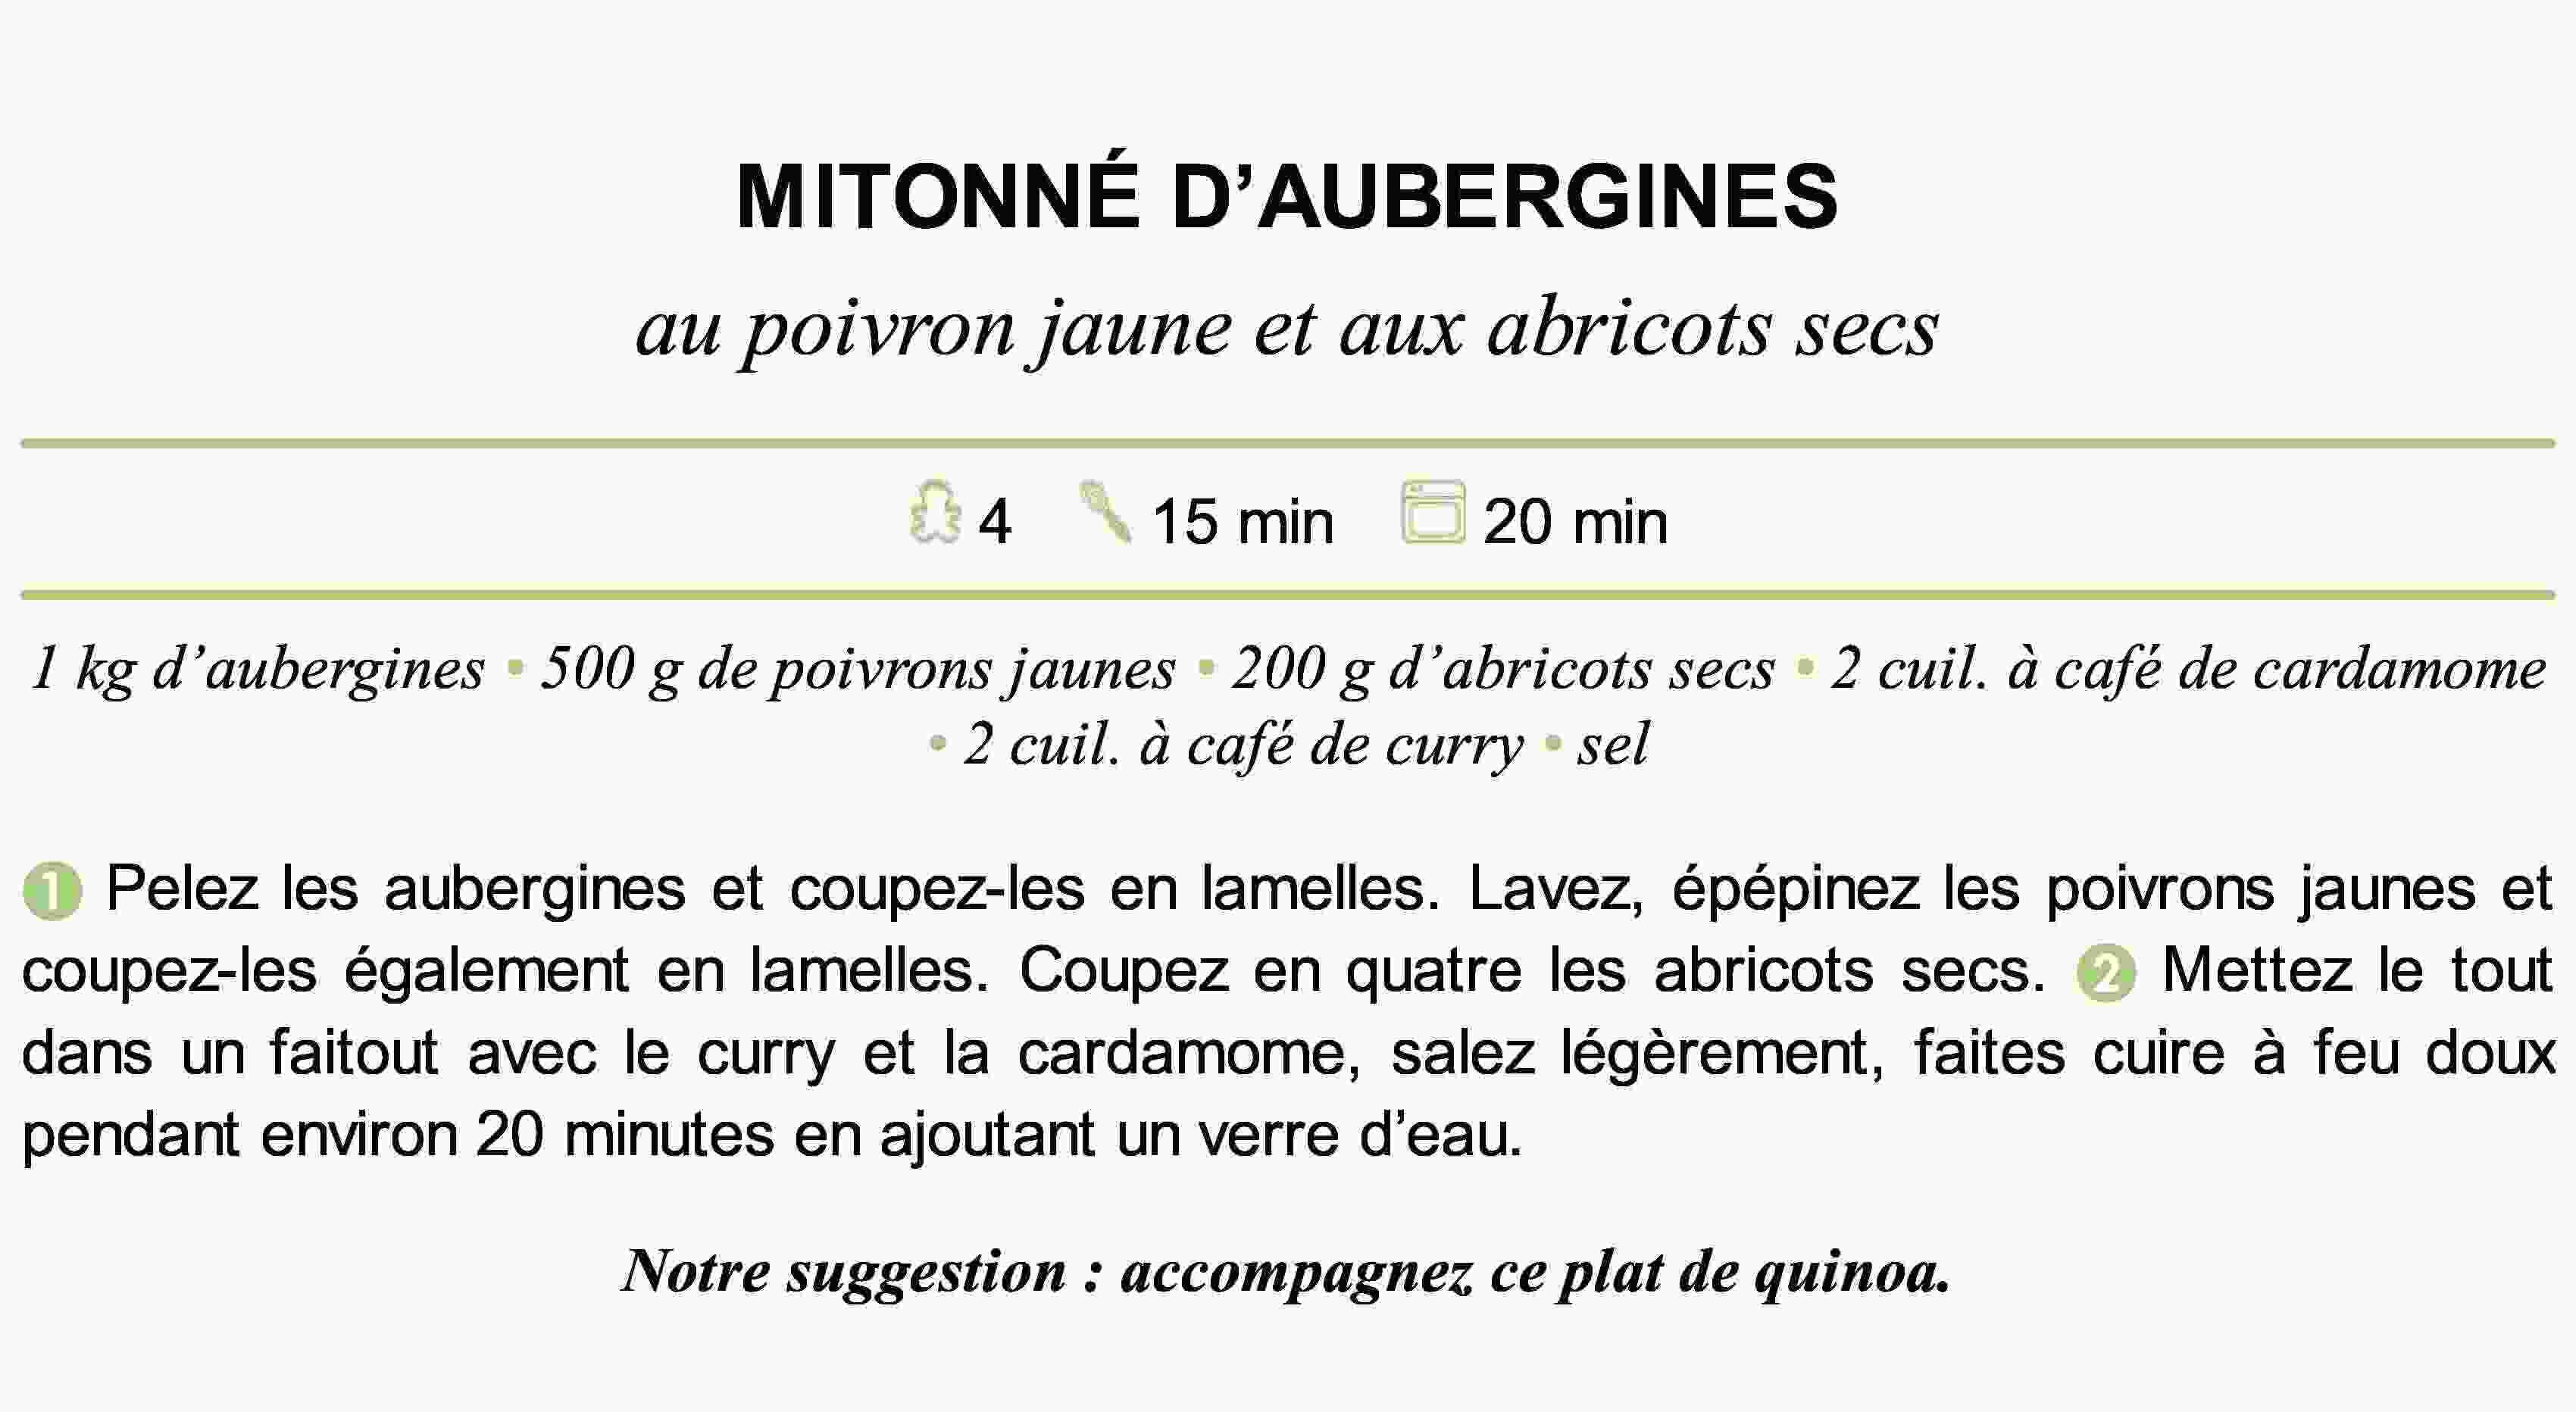 MITONNÉ D’AUBERGINES
au poivron jaune et aux abricots secs
4 15 min 20 min
1 kg d’aubergines • 500 g de poivrons jaunes • 200 g d’abricots secs • 2 cuil. à café de cardamome
• 2 cuil. à café de curry • sel
1 Pelez les aubergines et coupez-les en lamelles. Lavez, épépinez les poivrons jaunes et
coupez-les également en lamelles. Coupez en quatre les abricots secs. 2 Mettez le tout
dans un faitout avec le curry et la cardamome, salez légèrement, faites cuire à feu doux
pendant environ 20 minutes en ajoutant un verre d’eau.
Notre suggestion : accompagnez ce plat de quinoa.